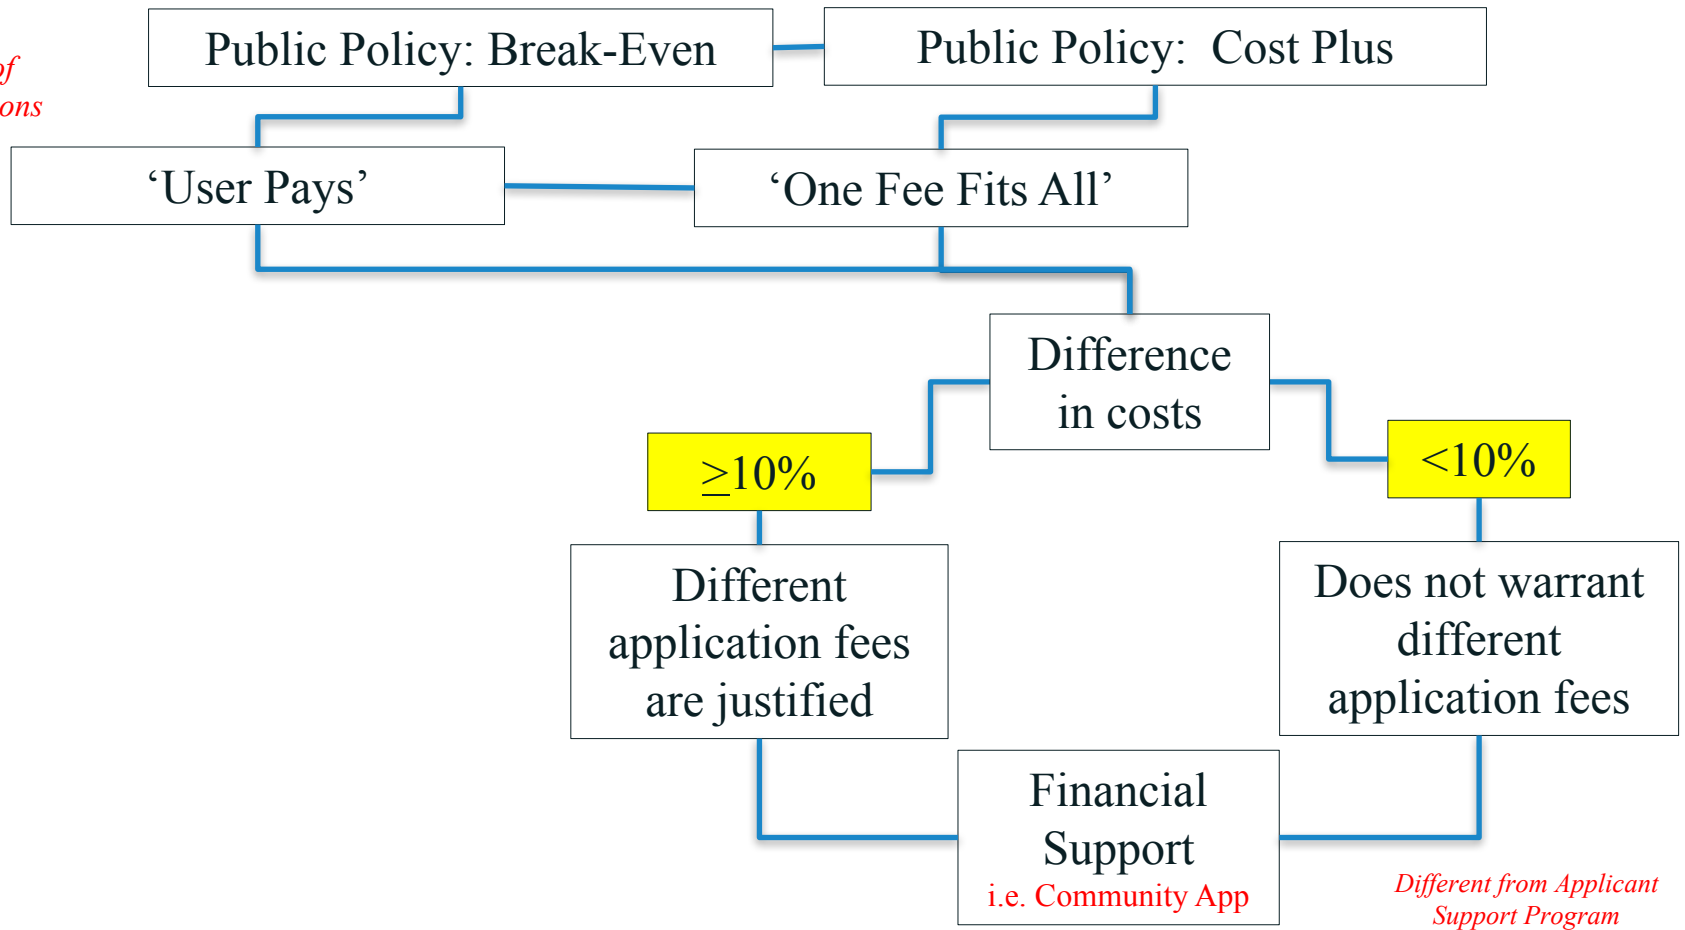 Public Policy: Break-Even
Public Policy: Cost Plus
of
ons
‘User Pays’
‘One Fee Fits All’
Difference
in costs
≥10%
<10%
Different
application fees
are justified
Does not warrant
different
application fees
Financial
Support
i.e. Community App
Different from Applicant
Support Program